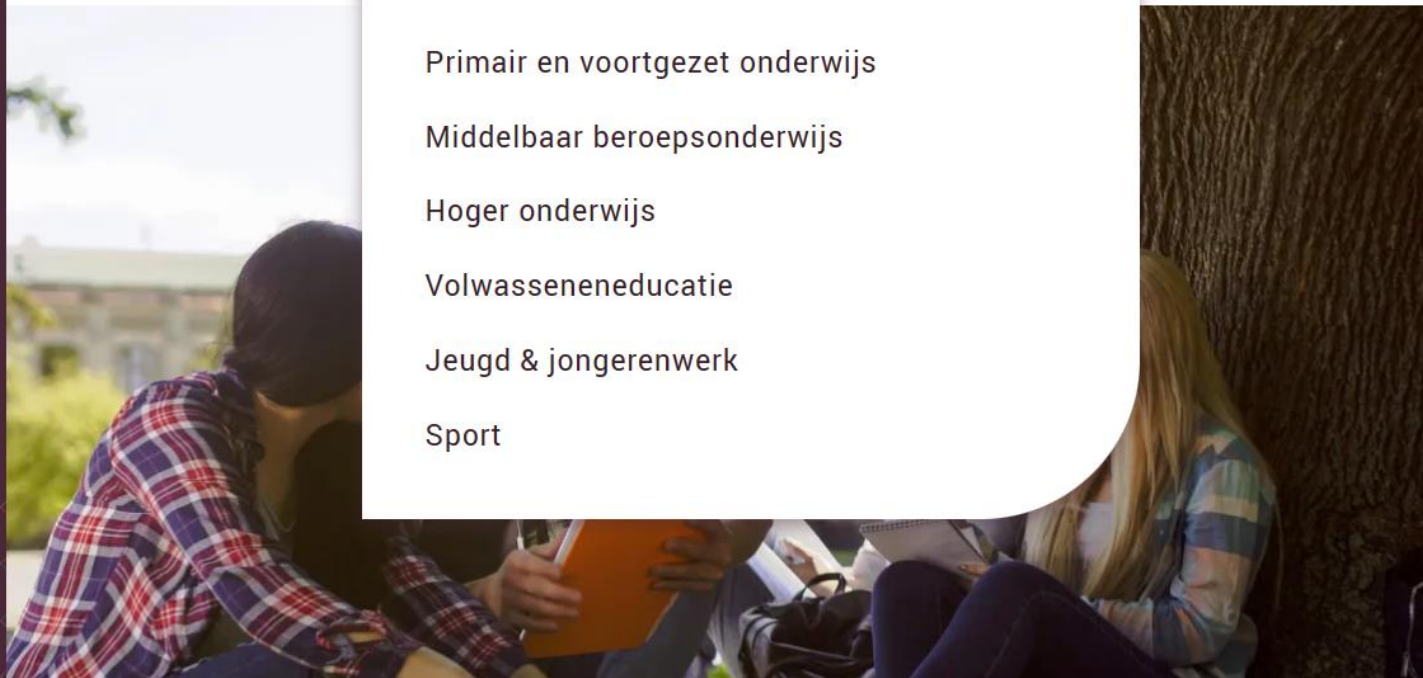 Primair en voortgezet onderwijs
Middelbaar beroepsonderwijs
Hoger onderwijs
Volwasseneneducatie
Jeugd & jongerenwerk
Sport